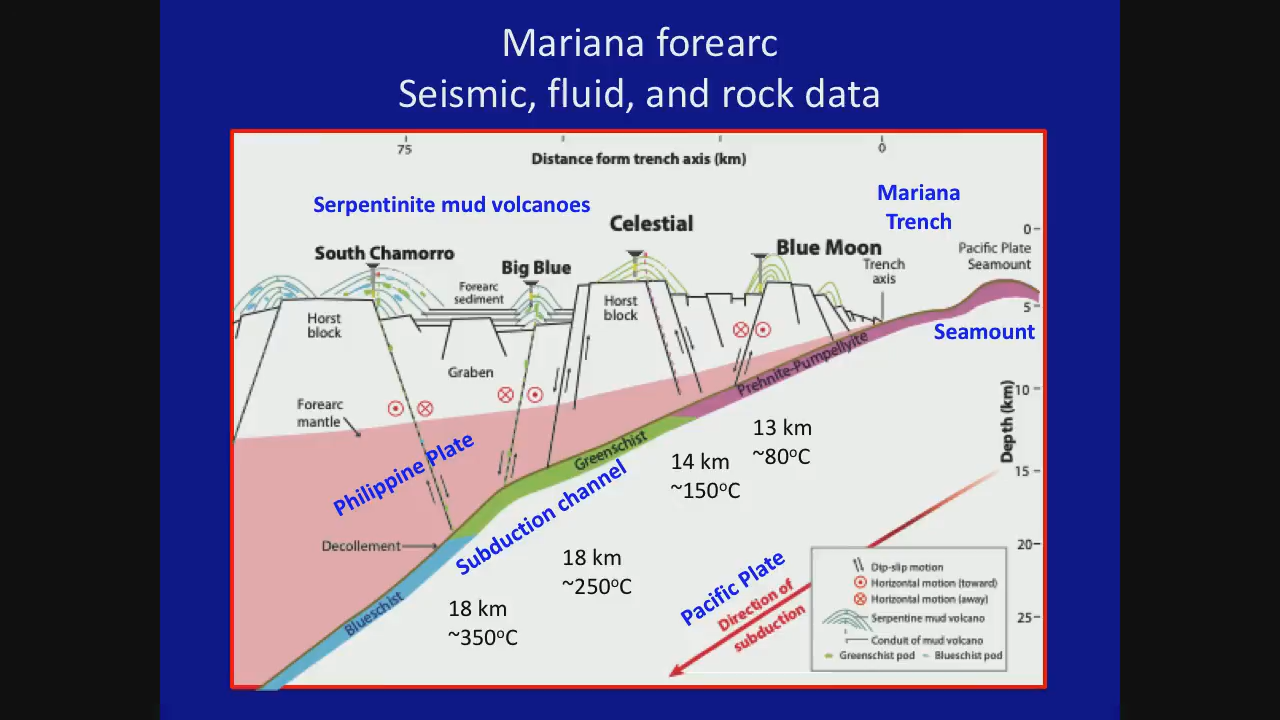 Mariana forearc
Seismic, fluid, and rock data
75
0
Distance form trench axis (km)
Serpentinite mud volcanoes
Mariana
Trench
Celestial
South Chamorro
Big Blue
Blue Moon
Pacific Plate
Seamount
Trench
axis
Forearc
sediment
Horst
block
Horst
block
Graben
Seamount
0
5
10
15
20
25
Depth (km)
Forearc
mantle
Philippine Plate
Prehnite-Pumpellyite
Greenschist
Blueschist
Subduction channel
Decollement
13 km
~80°C
14 km
~150°C
18 km
~250°C
18 km
~350°C
Pacific Plate
Direction of
subduction
Dip-slip motion
Horizontal motion (toward)
Horizontal motion (away)
Serpentine mud volcano
Conduit of mud volcano
Greenschist pod
Blueschist pod